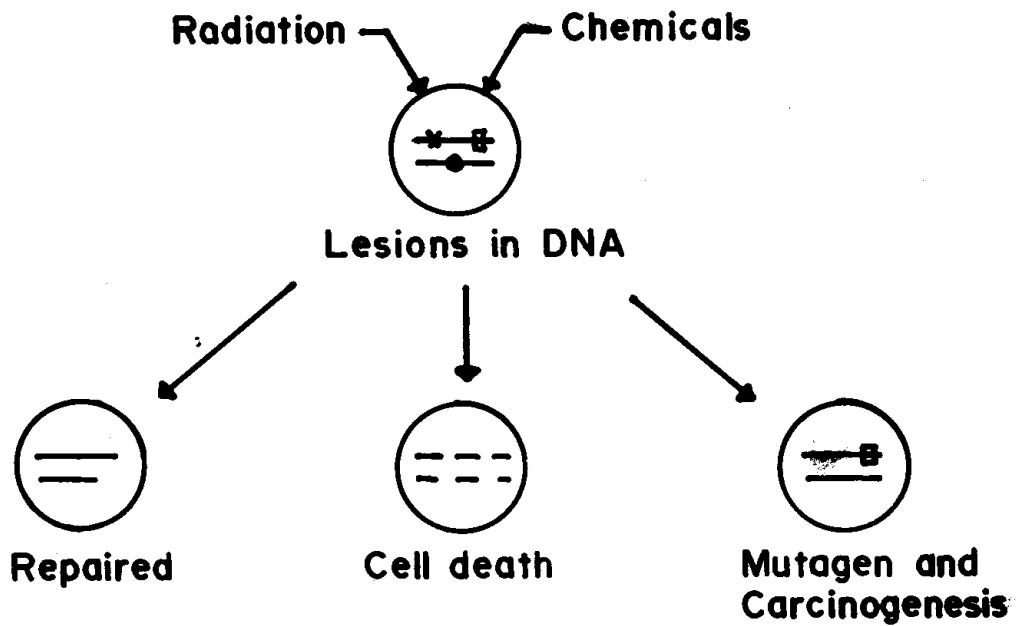 Radiation
Chemicals
Lesions in DNA
Repaired
Cell death
Mutagen and
Carcinogenesis